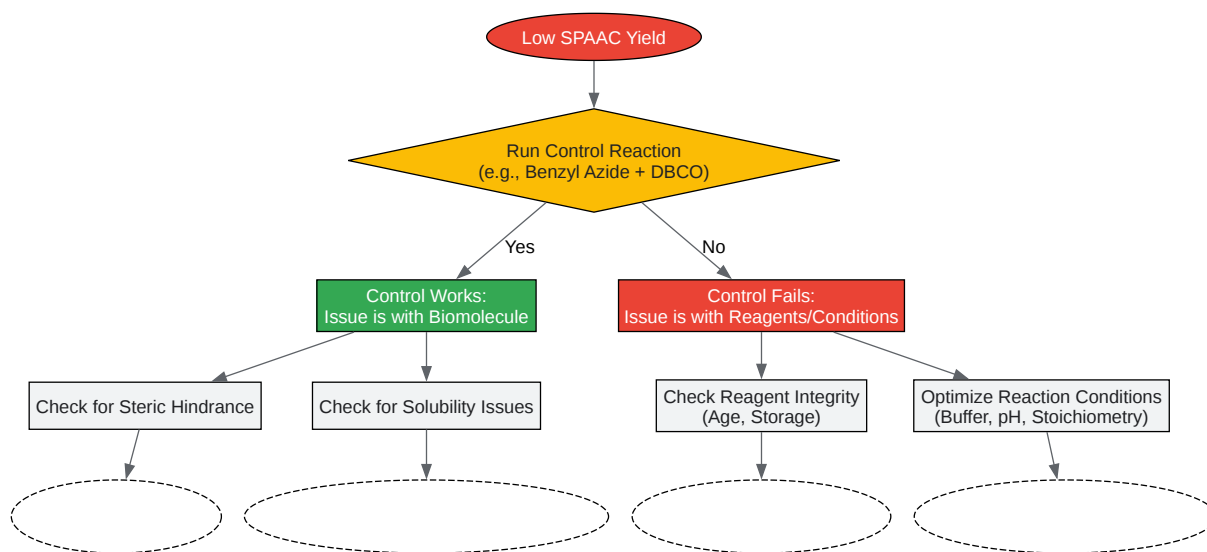 Low SPAAC Yield
Run Control Reaction
(e.g., Benzyl Azide + DBCO)
Yes
No
Control Works:
Issue is with Biomolecule
Control Fails:
Issue is with Reagents/Conditions
Check for Steric Hindrance
Check for Solubility Issues
Check Reagent Integrity
(Age, Storage)
Optimize Reaction Conditions
(Buffer, pH, Stoichiometry)